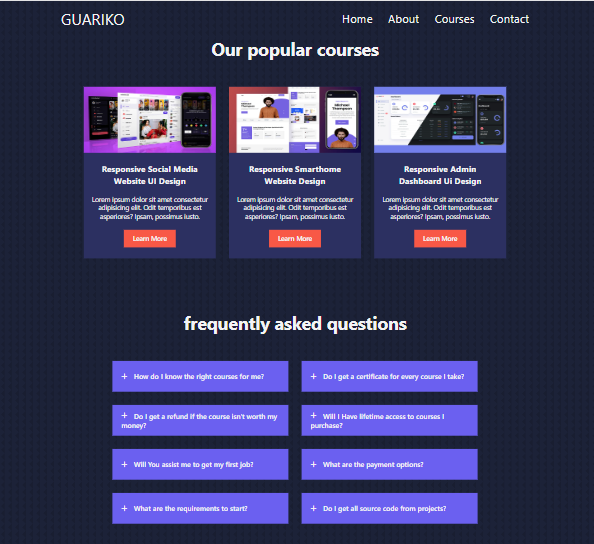 GUARIKO
Home About Courses Contact
Our popular courses
Michael
Thompson
Michael
Thompson
Responsive Social Media
Website UI Design
Lorem ipsum dolor sit amet consectetur
adipisicing elit. Odit temporibus est
asperiores? Ipsam, possimus iusto.
Learn More
Responsive Smarthome
Website Design
Lorem ipsum dolor sit amet consectetur
adipisicing elit. Odit temporibus est
asperiores? Ipsam, possimus iusto.
Learn More
Responsive Admin
Dashboard Ui Design
Lorem ipsum dolor sit amet consectetur
adipisicing elit. Odit temporibus est
asperiores? Ipsam, possimus iusto.
Learn More
frequently asked questions
+ How do I know the right courses for me?
+ Do I get a certificate for every course I take?
+ Do I get a refund if the course isn't worth my
money?
+ Will I Have lifetime access to courses I
purchase?
+ Will You assist me to get my first job?
+ What are the payment options?
+ What are the requirements to start?
+ Do I get all source code from projects?